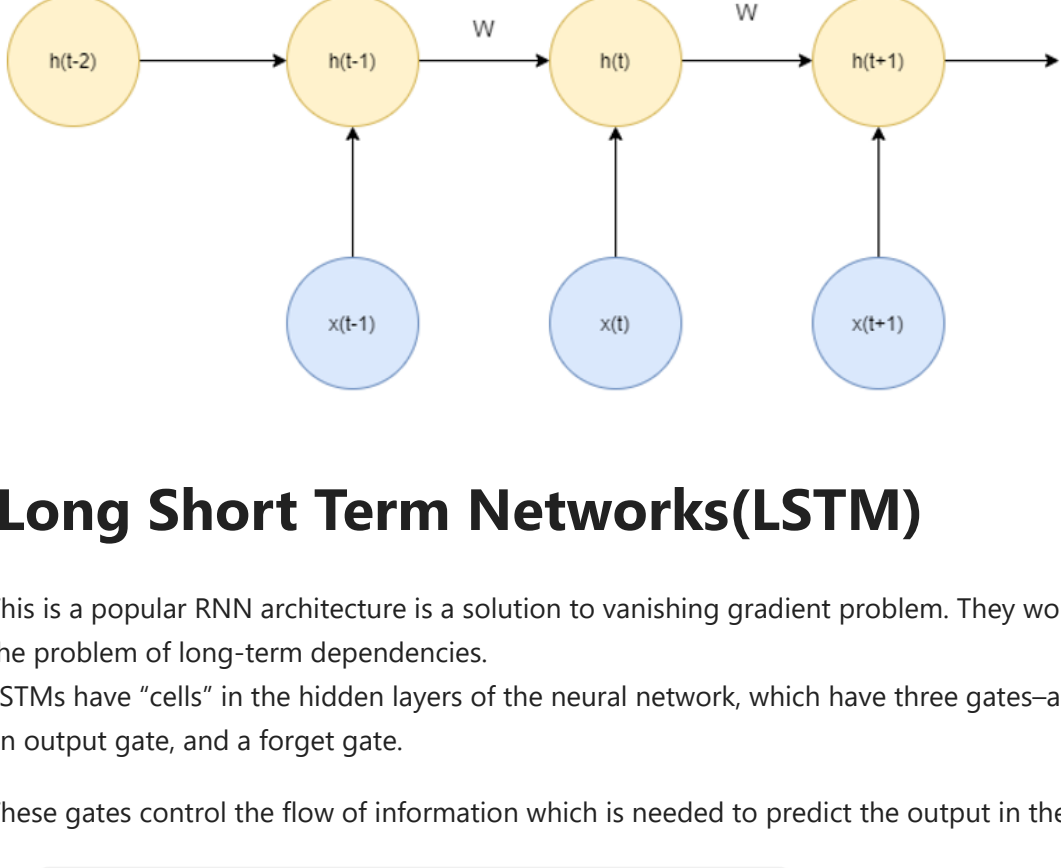 W W
h(t-2) h(t-1) h(t) h(t+1)
x(t-1) x(t) x(t+1)
Long Short Term Networks(LSTM)
his is a popular RNN architecture is a solution to vanishing gradient problem. They wo
he problem of long-term dependencies.
STMs have “cells” in the hidden layers of the neural network, which have three gates–a
n output gate, and a forget gate.
hese gates control the flow of information which is needed to predict the output in the